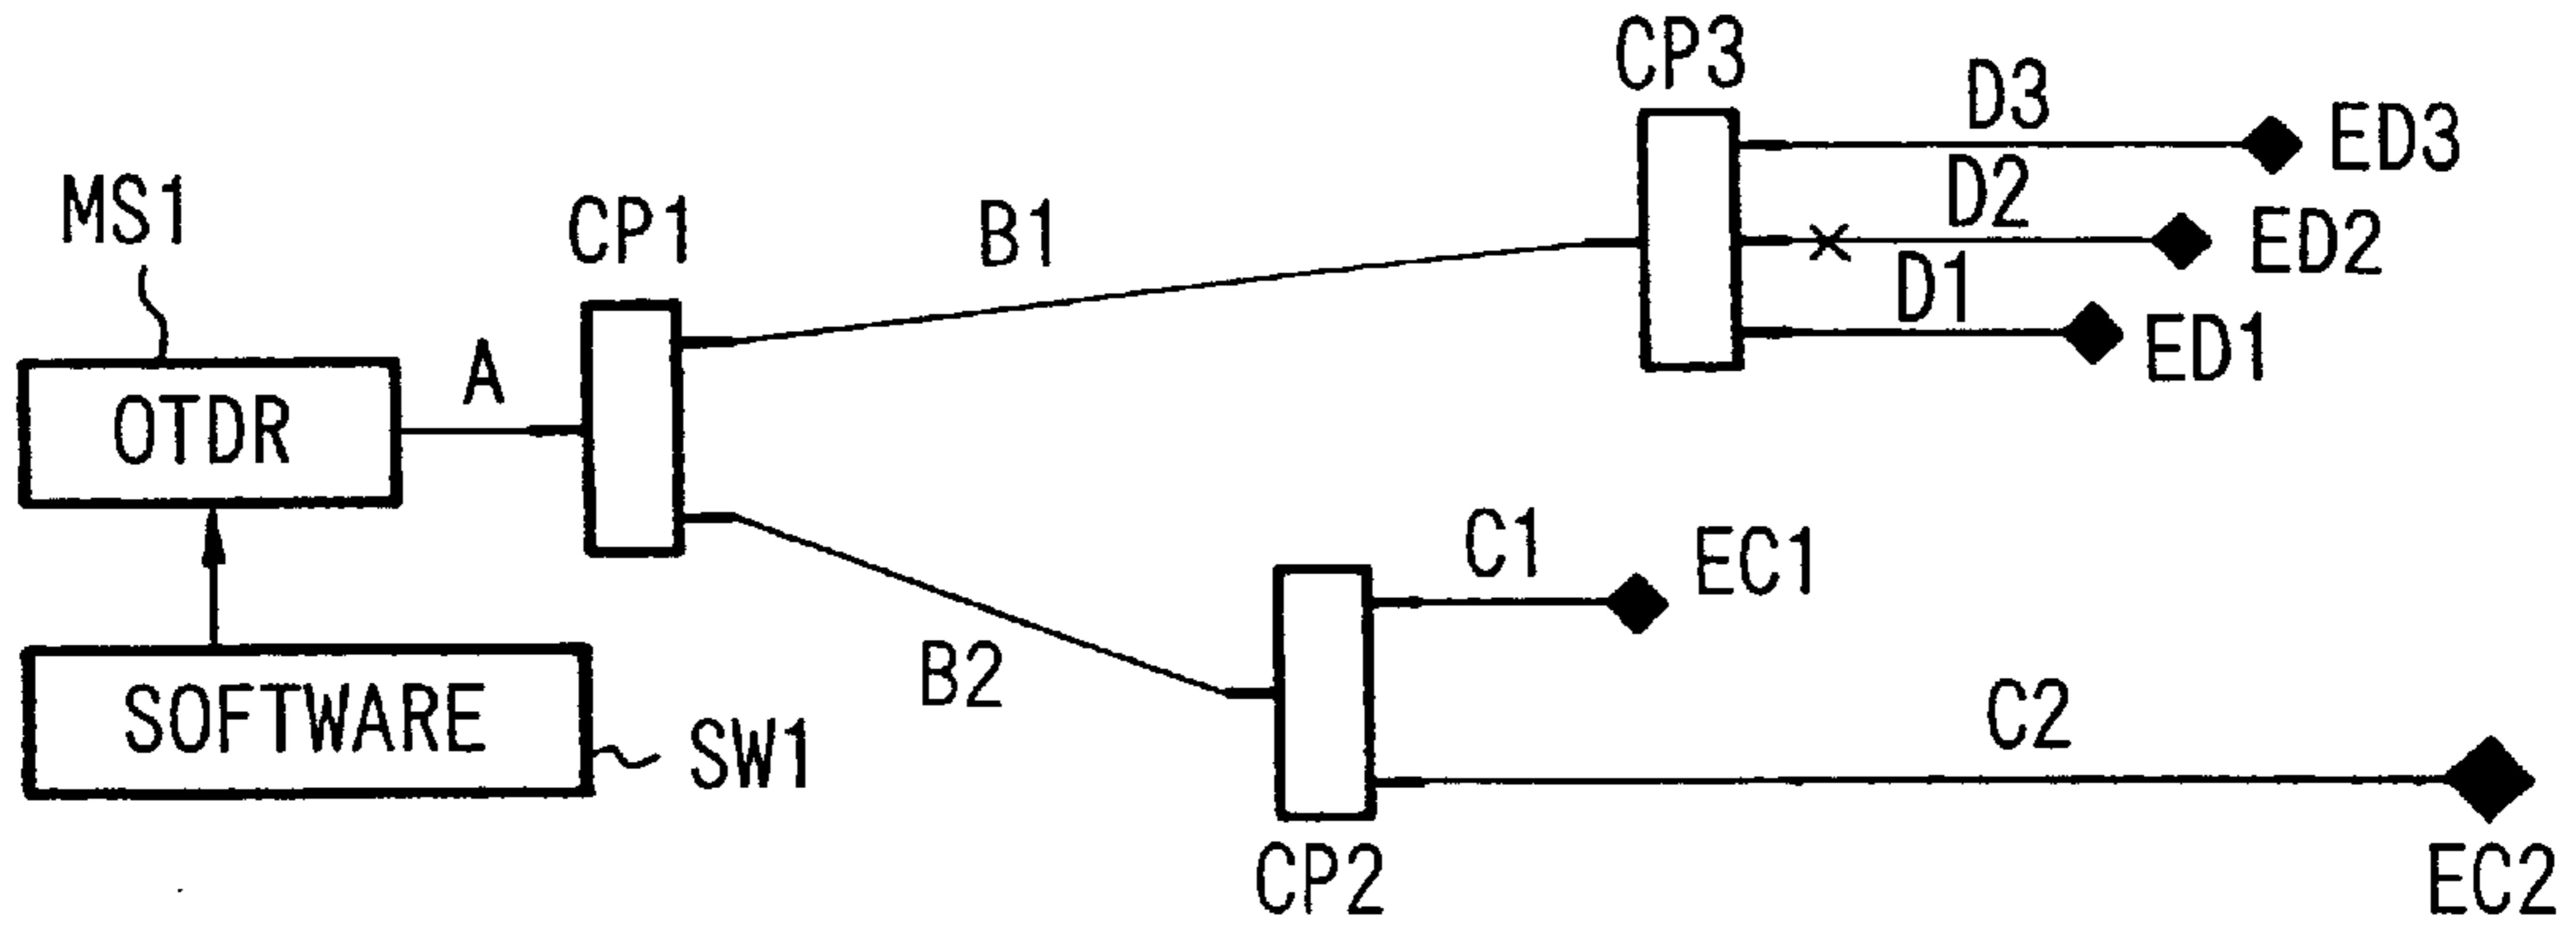 CP3
D3
ED3
MS1
CP1
B1
D2
ED2
D1
ED1
A
OTDR
C1
EC1
B2
SOFTWARE
SW1
C2
CP2
EC2